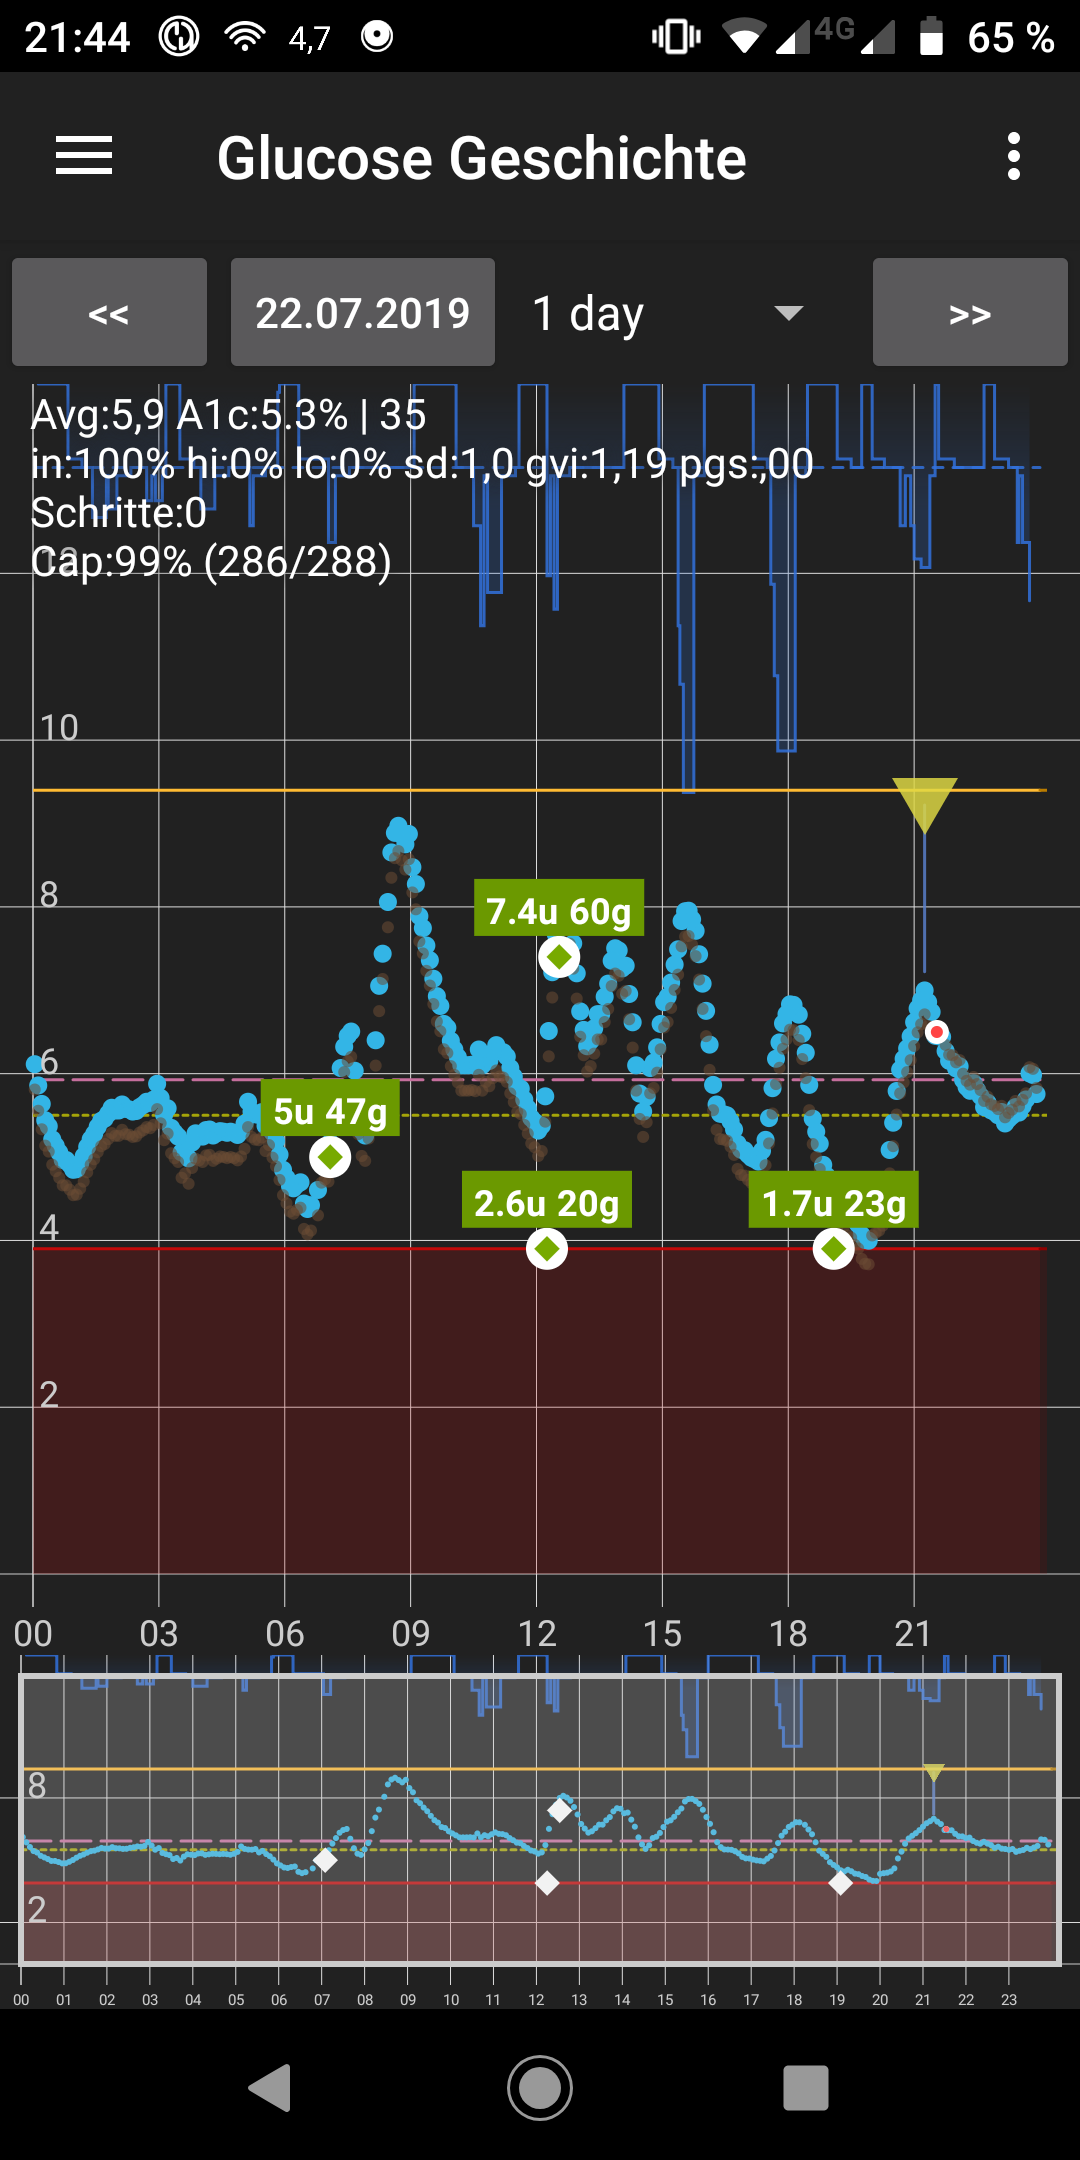 21:44 4,7 4G 65 %
Glucose Geschichte
<< 22.07.2019 1 day >>
Avg:5,9 A1c:5.3% | 35
in:100% hi:0% lo:0% sd:1,0 gvi:1,19 pgs:,00
Schritte:0
Cap:99% (286/288)
12
10
8
7.4u 60g
6
5u 47g
2.6u 20g 1.7u 23g
4
2
00 03 06 09 12 15 18 21
8
2
00 01 02 03 04 05 06 07 08 09 10 11 12 13 14 15 16 17 18 19 20 21 22 23